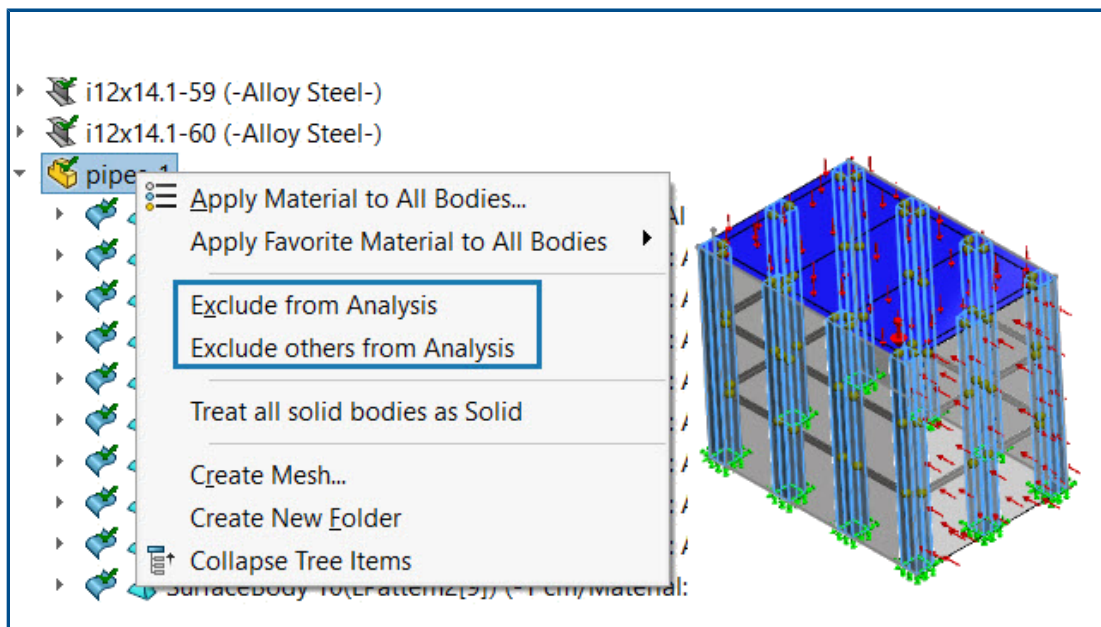 i12x14.1-59 (-Alloy Steel-)
i12x14.1-60 (-Alloy Steel-)
Apply Material to All Bodies...
Apply Favorite Material to All Bodies
Exclude from Analysis
Exclude others from Analysis
Treat all solid bodies as Solid
Create Mesh...
Create New Folder
Collapse Tree Items